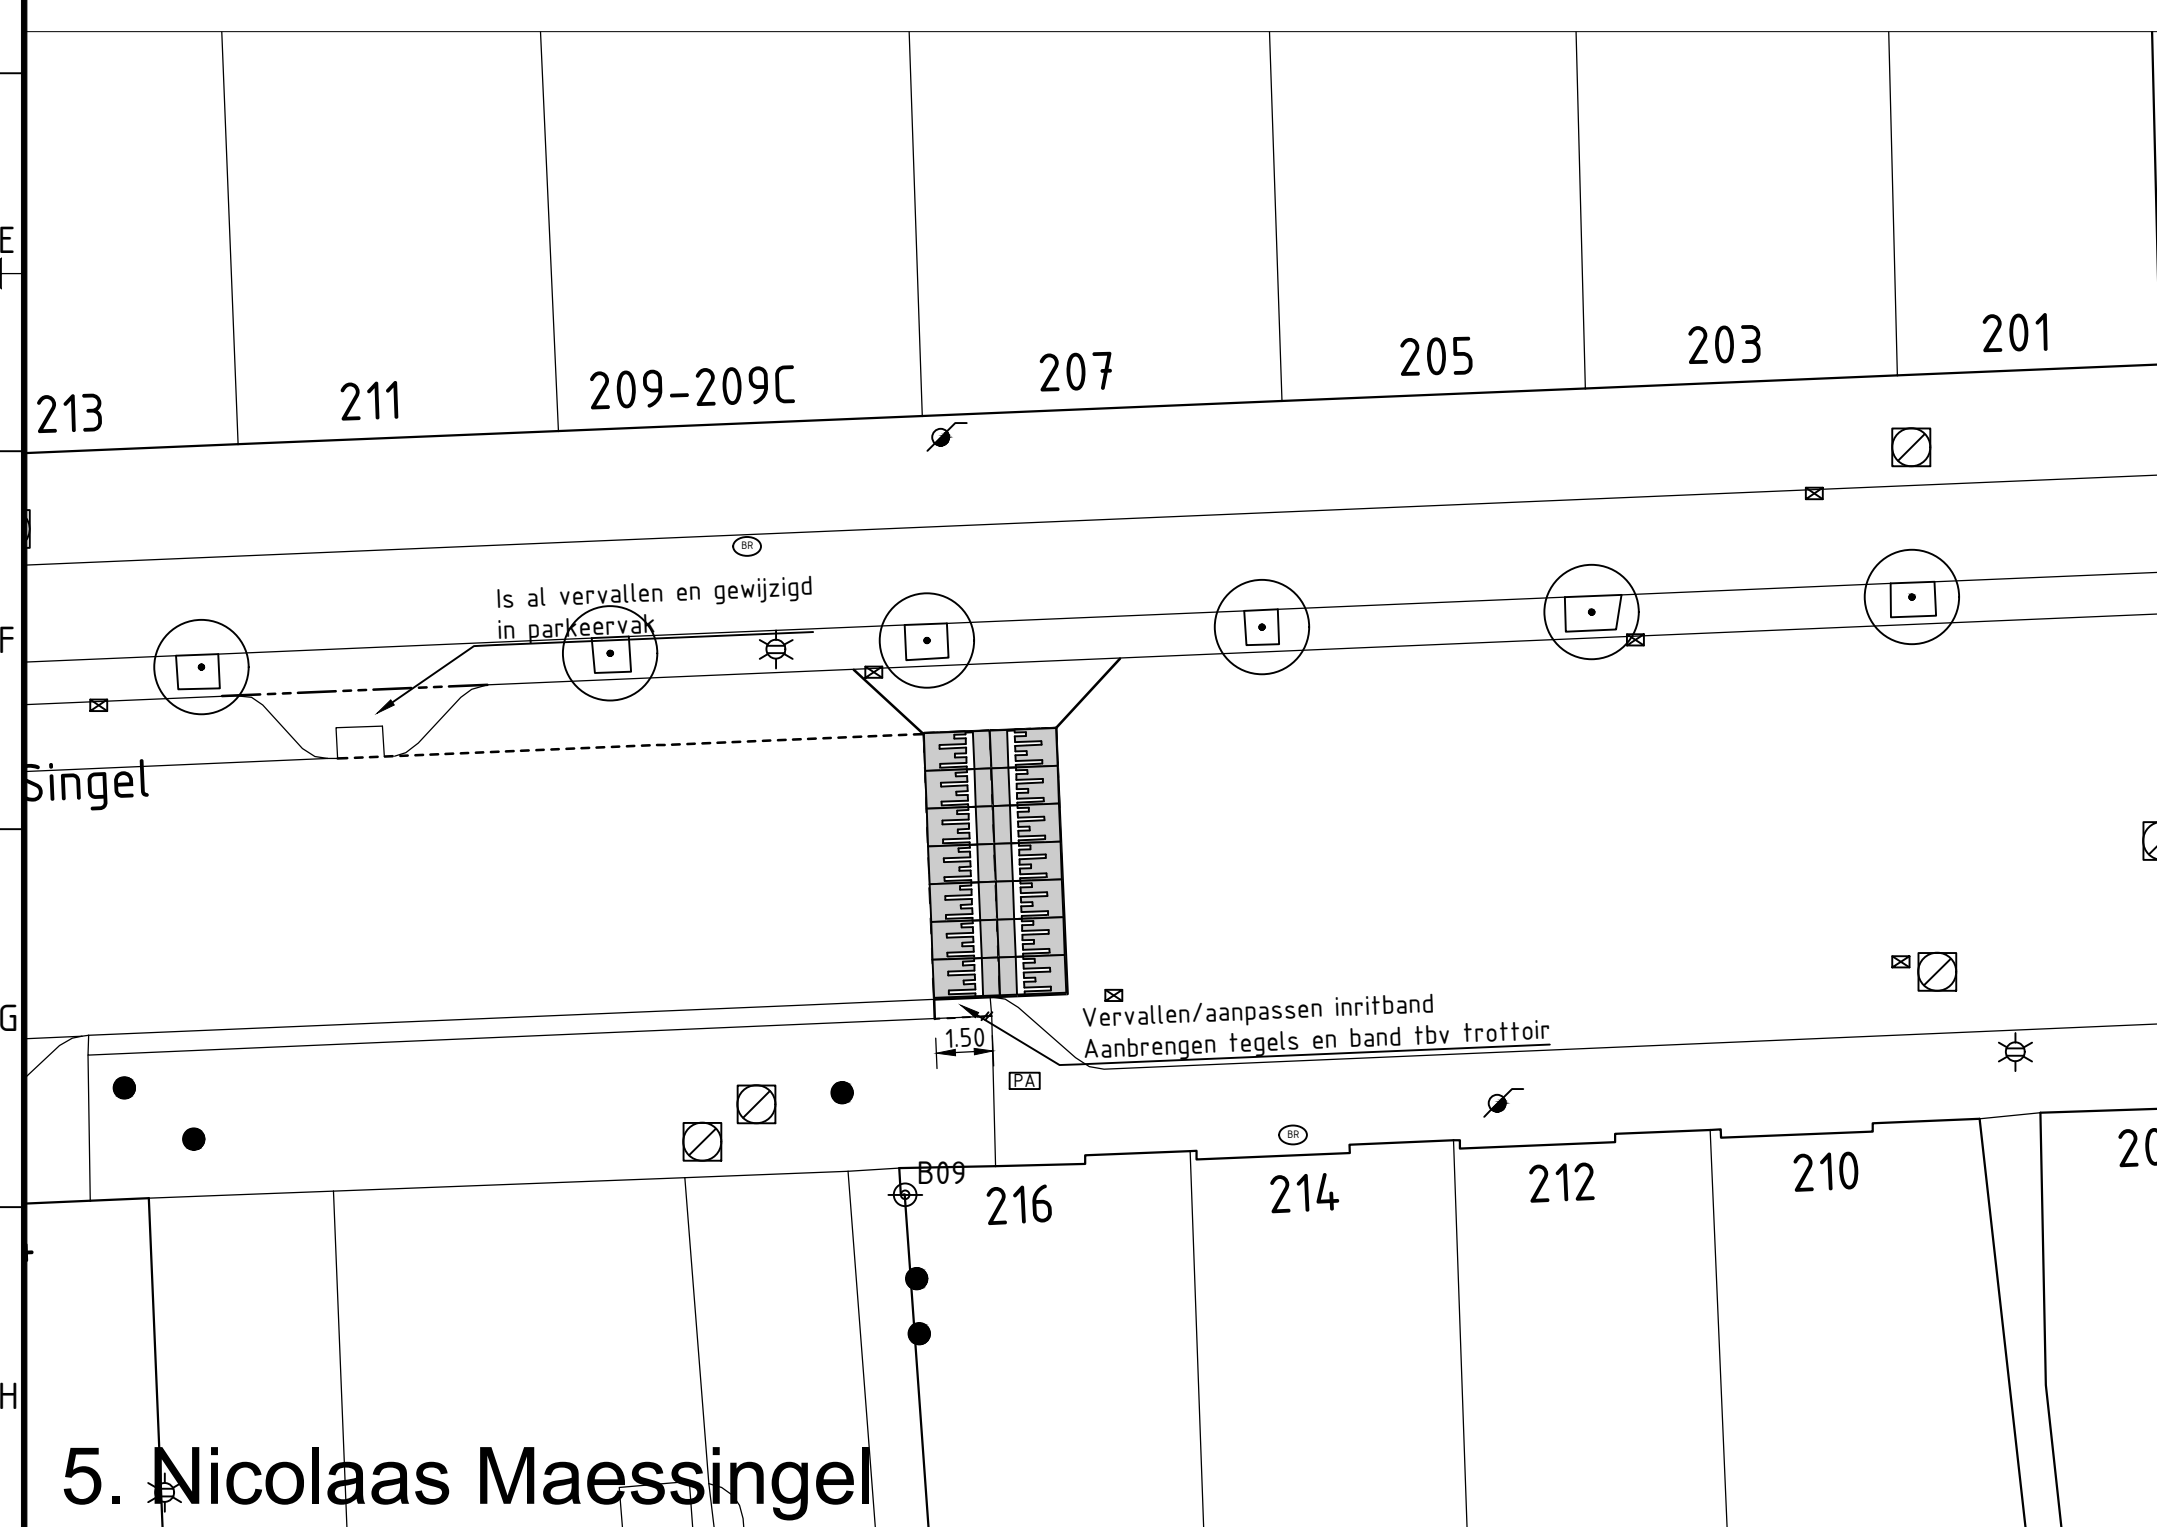 E
201
203
205
207
209-209C
211
213
BR
Is al vervallen en gewijzigd
in parkeervak
F
Singel
G
Vervallen/aanpassen inritband
Aanbrengen tegels en band tbv trottoir
1.50
PA
BR
B09
216
214
212
210
H
5. Nicolaas Maessingel